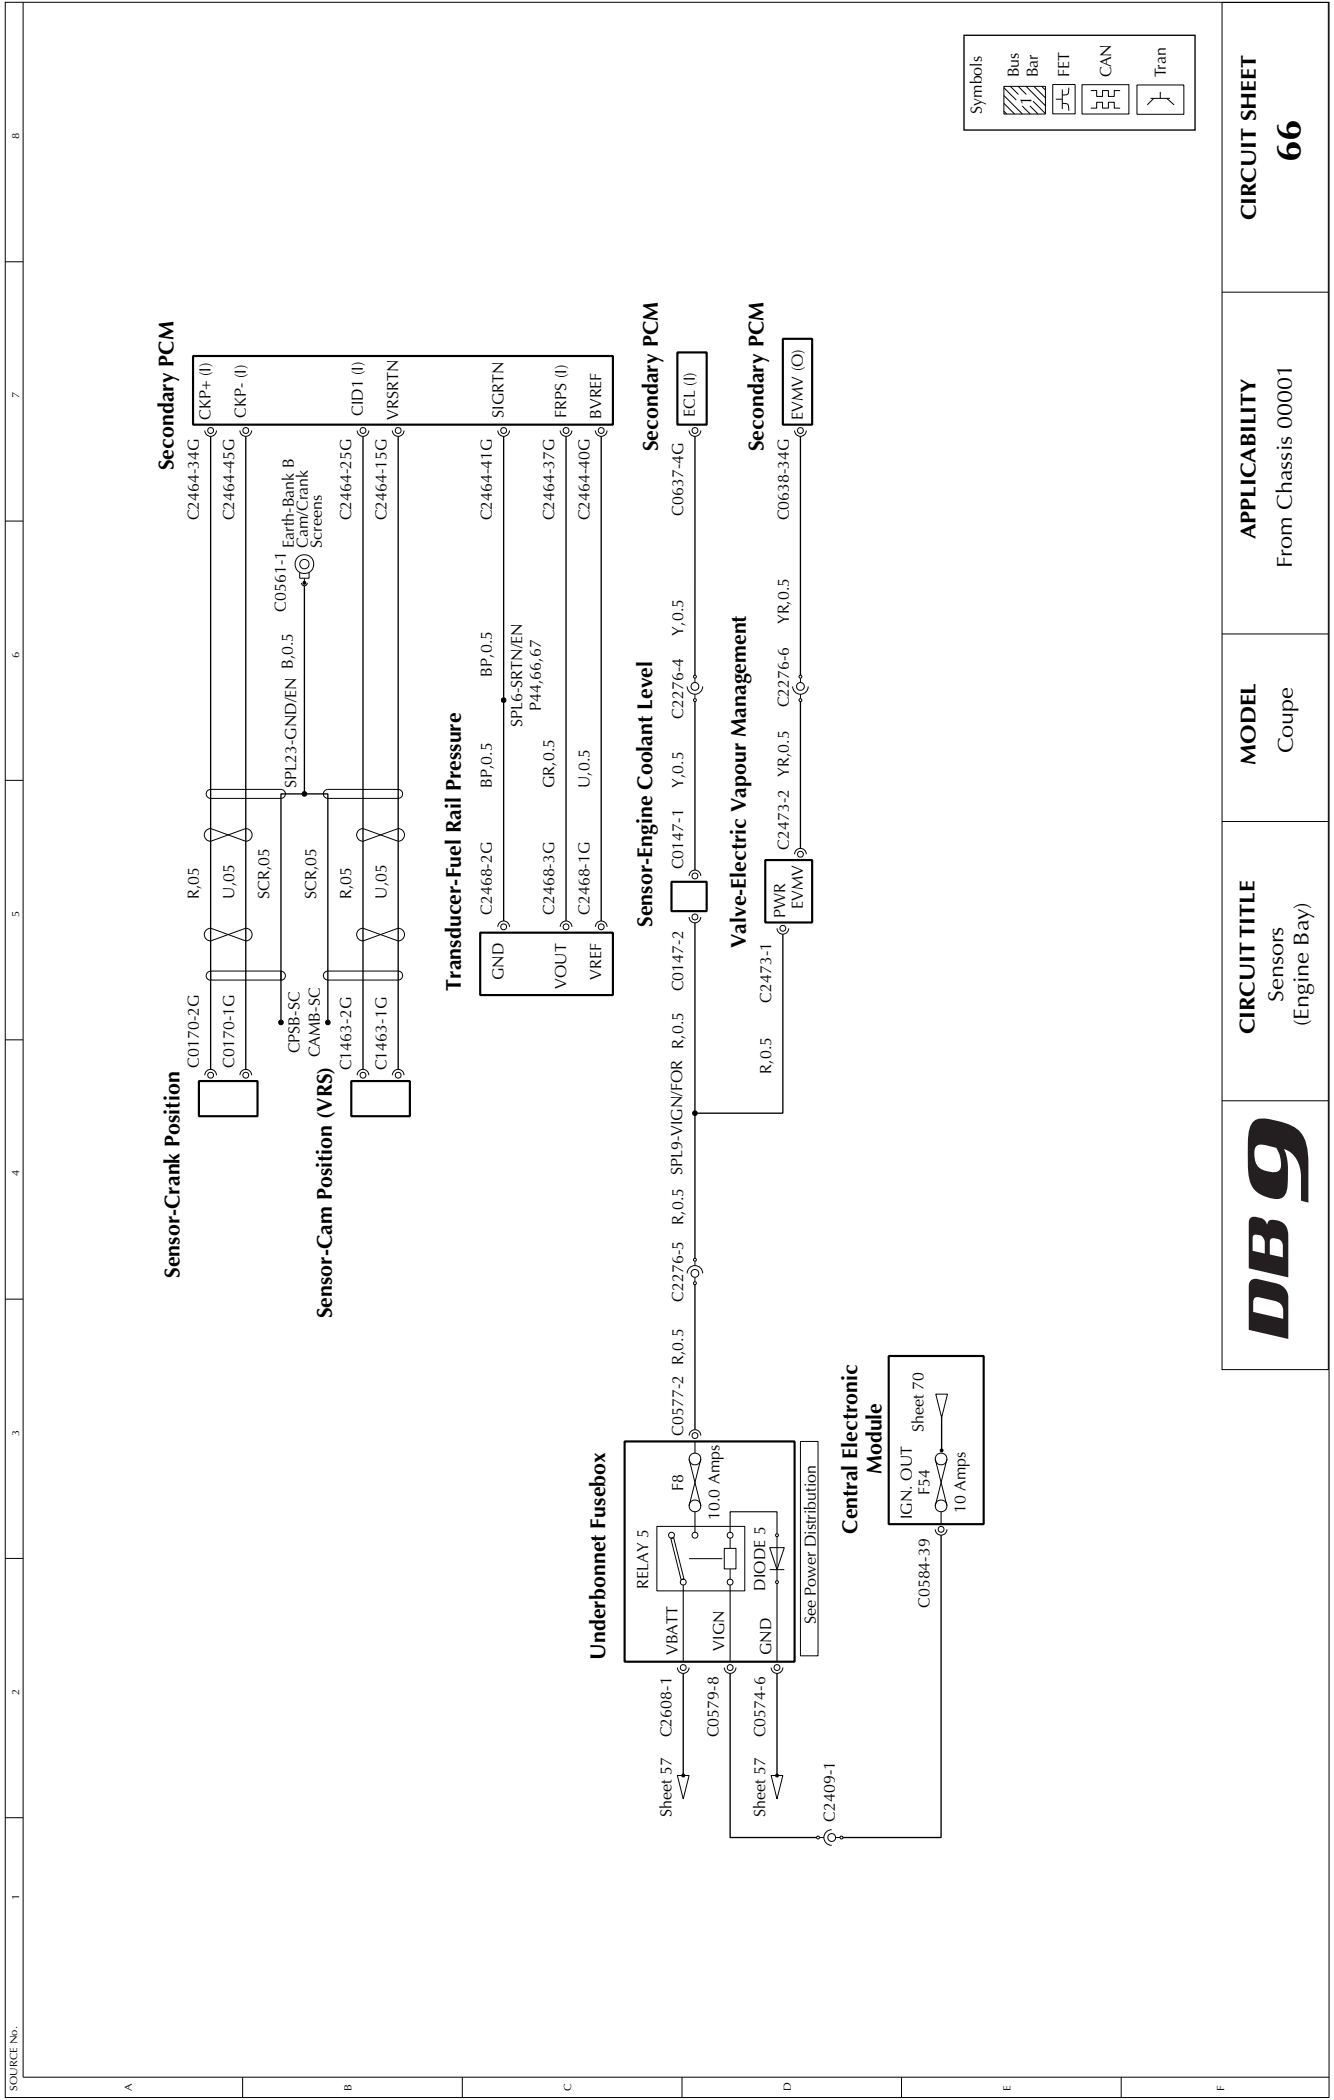 SOURCE No.
1
2
3
4
5
6
7
8
A
B
C
D
E
F
Sensor-Crank Position
C0170-2G
R,05
C2464-34G
C0170-1G
U,05
C2464-45G
SCR,05
CPSB-SC
SPL23-GND/EN
B,0.5
C0561-1
Earth-Bank B
Cam/Crank
Screens
SCR,05
CAMB-SC
Sensor-Cam Position (VRS)
C1463-2G
R,05
C2464-25G
C1463-1G
U,05
C2464-15G
Secondary PCM
CKP+ (I)
CKP- (I)
CID1 (I)
VRSRTN
SIGRTN
FRPS (I)
BVREF
Transducer-Fuel Rail Pressure
GND
C2468-2G
BP,0.5
BP,0.5
C2464-41G
SPL6-SRTN/EN
P44,66,67
VOUT
C2468-3G
GR,0.5
C2464-37G
VREF
C2468-1G
U,0.5
C2464-40G
Underbonnet Fusebox
RELAY 5
F8
10.0 Amps
VBATT
VIGN
GND
DIODE 5
See Power Distribution
Sheet 57
C2608-1
C0579-8
Sheet 57
C0574-6
C2409-1
C0577-2
R,0.5
C2276-5
R,0.5
SPL9-VIGN/FOR
R,0.5
C0147-2
Sensor-Engine Coolant Level
C0147-1
Y,0.5
C2276-4
Y,0.5
C0637-4G
Secondary PCM
ECL (I)
R,0.5
C2473-1
Valve-Electric Vapour Management
PWR
EVMV
C2473-2
YR,0.5
C2276-6
YR,0.5
C0638-34G
Secondary PCM
EVMV (O)
Central Electronic
Module
IGN. OUT
F54
Sheet 70
10 Amps
C0584-39
Symbols
1
Bus
Bar
FET
CAN
Tran
DB9
CIRCUIT TITLE
Sensors
(Engine Bay)
MODEL
Coupe
APPLICABILITY
From Chassis 00001
CIRCUIT SHEET
66